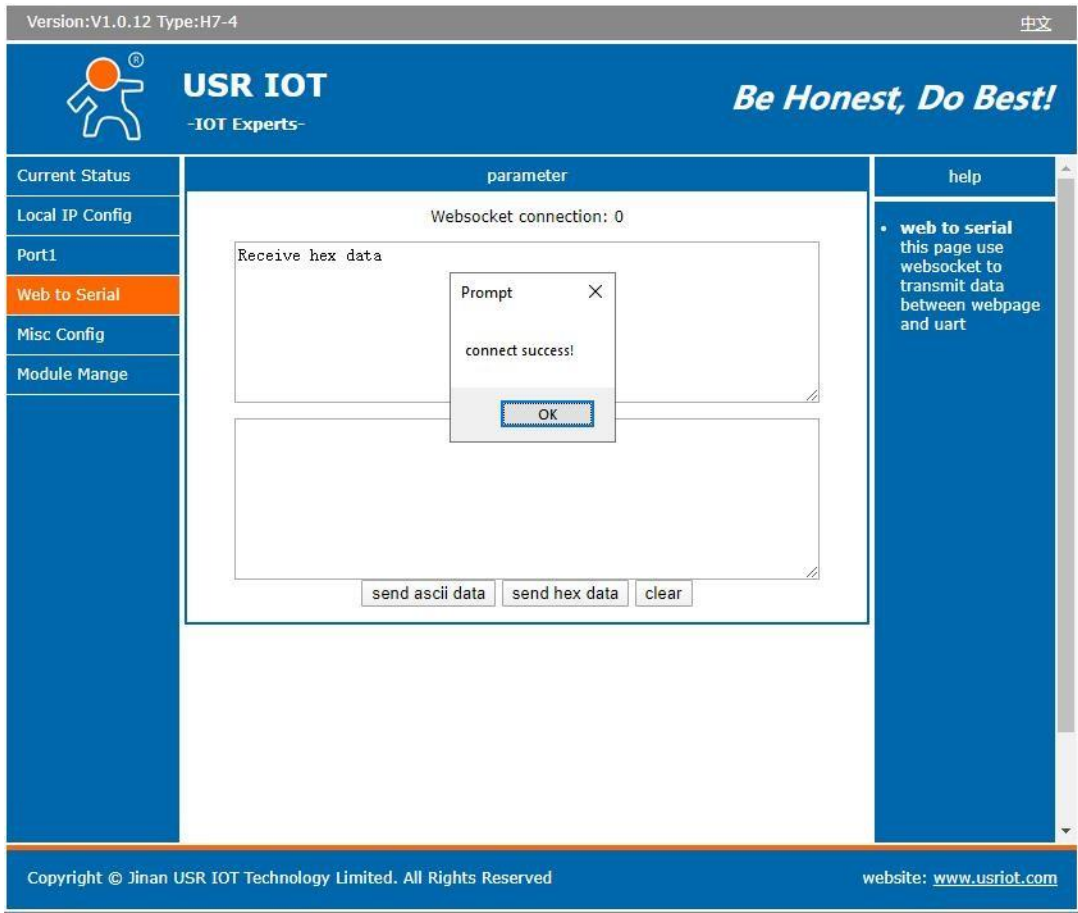 Version:V1.0.12 Type:H7-4
中文
®
USR IOT
-IOT Experts-
Be Honest, Do Best!
Current Status
Local IP Config
Port1
Web to Serial
Misc Config
Module Mange
parameter
Websocket connection: 0
Receive hex data
Prompt
connect success!
OK
send ascii data
send hex data
clear
help
• web to serial
this page use
websocket to
transmit data
between webpage
and uart
Copyright © Jinan USR IOT Technology Limited. All Rights Reserved
website: www.usriot.com